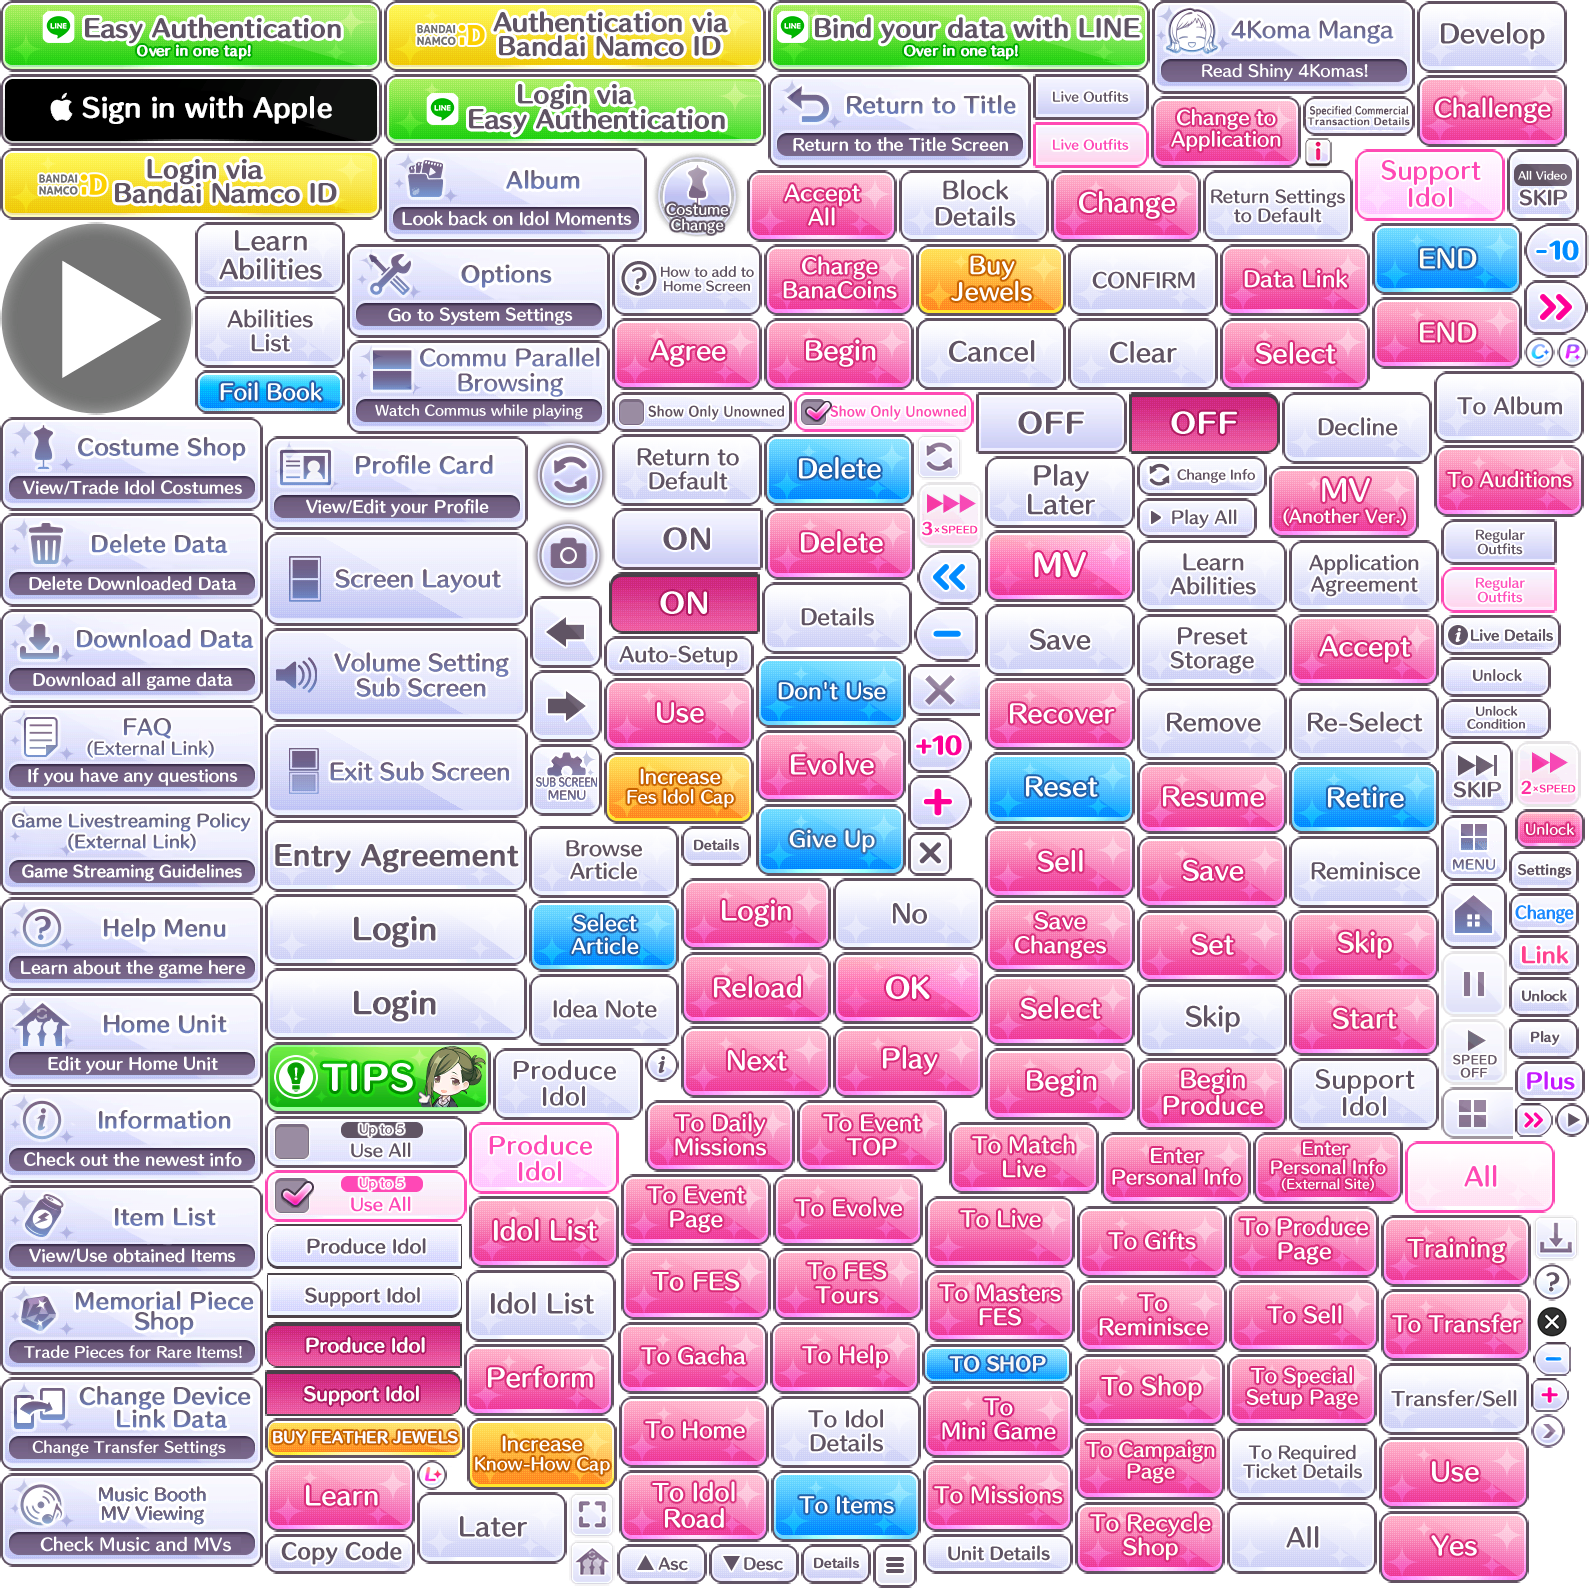 LINE
Easy Authentication
Over in one tap!
BANDAI
NAMCO iD
Authentication via
Bandai Namco ID
LINE
Bind your data with LINE
Over in one tap!
4Koma Manga
Read Shiny 4Komas!
Develop
Sign in with Apple
LINE
Login via
Easy Authentication
Return to Title
Return to the Title Screen
Live Outfits
Live Outfits
Change to
Application
Specified Commercial
Transaction Details
i
Challenge
BANDAI
NAMCO iD
Login via
Bandai Namco ID
Album
Look back on Idol Moments
Costume
Change
Accept
All
Block
Details
Change
Return Settings
to Default
Support
Idol
All Video
SKIP
Learn
Abilities
Options
Go to System Settings
? How to add to
Home Screen
Charge
BanaCoins
Buy
Jewels
CONFIRM
Data Link
END
-10
Abilities
List
Commu Parallel
Browsing
Watch Commus while playing
Agree
Begin
Cancel
Clear
Select
END
C
P
Foil Book
Show Only Unowned
Show Only Unowned
OFF
OFF
Decline
To Album
Costume Shop
View/Trade Idol Costumes
Profile Card
View/Edit your Profile
Return to
Default
Delete
3×SPEED
Play
Later
Change Info
Play All
MV
(Another Ver.)
To Auditions
Delete Data
Delete Downloaded Data
Screen Layout
ON
Delete
MV
Learn
Abilities
Application
Agreement
Regular
Outfits
Regular
Outfits
ON
Details
Download Data
Download all game data
Volume Setting
Sub Screen
Auto-Setup
Save
Preset
Storage
Accept
i Live Details
Unlock
Use
Don't Use
Recover
Remove
Re-Select
Unlock
Condition
FAQ
(External Link)
If you have any questions
Exit Sub Screen
SUB SCREEN
MENU
Increase
Fes Idol Cap
Evolve
+10
Reset
Resume
Retire
SKIP
2×SPEED
Game Livestreaming Policy
(External Link)
Game Streaming Guidelines
Entry Agreement
Browse
Article
Details
Give Up
Sell
Save
Reminisce
MENU
Unlock
Settings
Help Menu
Learn about the game here
Login
Select
Article
Login
No
Save
Changes
Set
Skip
Change
Link
Home Unit
Edit your Home Unit
Login
Idea Note
Reload
OK
Select
Skip
Start
Unlock
Play
SPEED
OFF
TIPS
Produce
Idol
i
Next
Play
Begin
Begin
Produce
Support
Idol
Plus
Information
Check out the newest info
Up to 5
Use All
Up to 5
Use All
Produce
Idol
To Daily
Missions
To Event
TOP
To Match
Live
Enter
Personal Info
Enter
Personal Info
(External Site)
All
Item List
View/Use obtained Items
Produce Idol
Idol List
To Event
Page
To Evolve
To Live
To Gifts
To Produce
Page
Training
Support Idol
Idol List
To FES
To FES
Tours
To Masters
FES
To
Reminisce
To Sell
To Transfer
?
Memorial Piece
Shop
Trade Pieces for Rare Items!
Produce Idol
Support Idol
Perform
To Gacha
To Help
TO SHOP
To Shop
To Special
Setup Page
Transfer/Sell
Change Device
Link Data
Change Transfer Settings
BUY FEATHER JEWELS
Increase
Know-How Cap
To Home
To Idol
Details
To
Mini Game
To Campaign
Page
To Required
Ticket Details
Use
Music Booth
MV Viewing
Check Music and MVs
Learn
L
Later
To Idol
Road
To Items
To Missions
To Recycle
Shop
All
Yes
Copy Code
▲ Asc
▼ Desc
Details
Unit Details